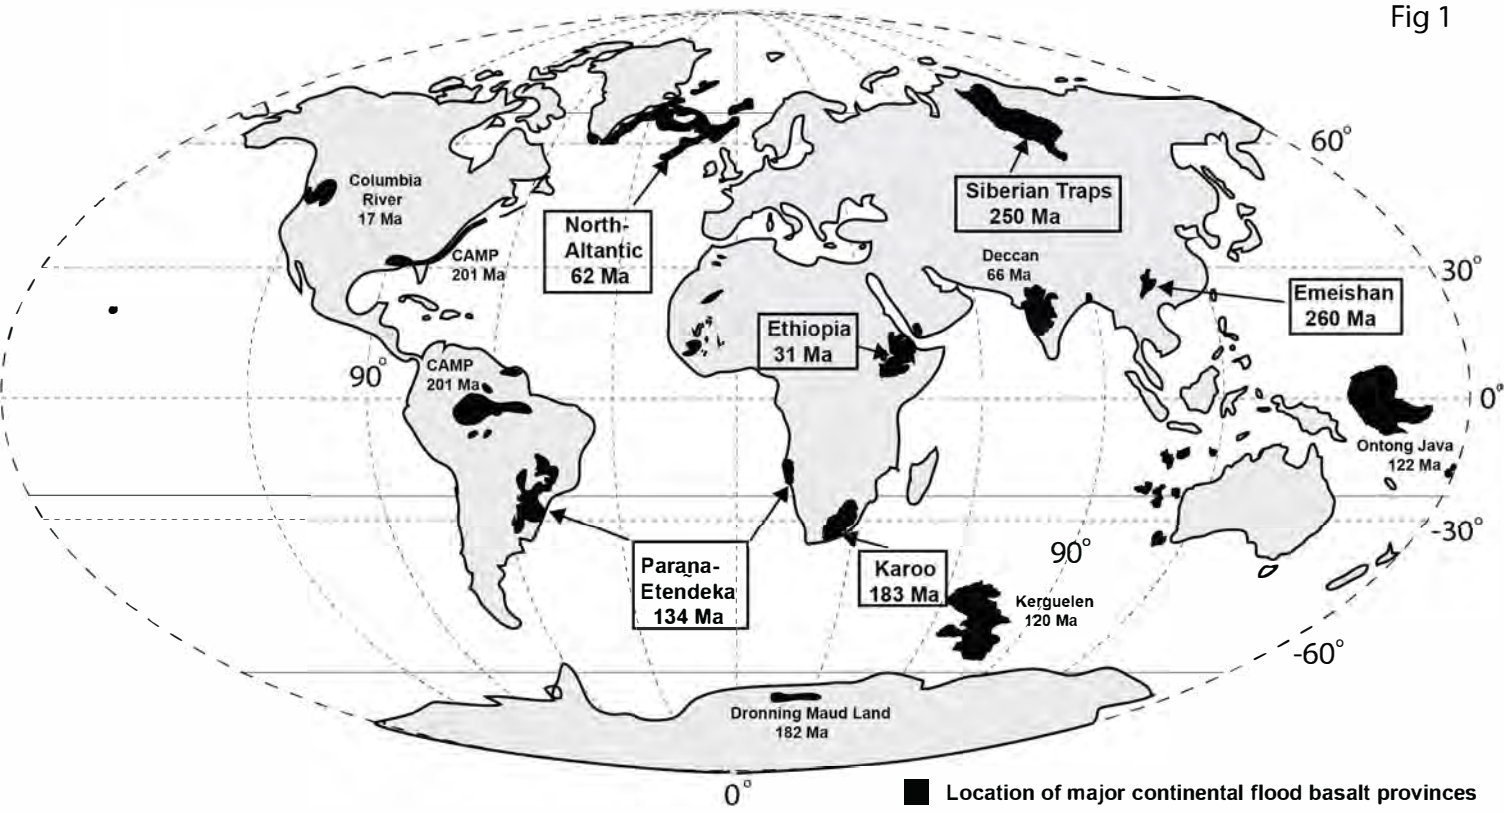 Fig 1
60°
Columbia
River
17 Ma
Siberian Traps
250 Ma
North-
Altantic
62 Ma
CAMP
201 Ma
Deccan
66 Ma
30°
Emeishan
260 Ma
Ethiopia
31 Ma
90°
CAMP
201 Ma
0°
Ontong Java
122 Ma
-30°
90°
Parana-
Etendeka
134 Ma
Karoo
183 Ma
Kerguelen
120 Ma
-60°
Dronning Maud Land
182 Ma
0°
Location of major continental flood basalt provinces